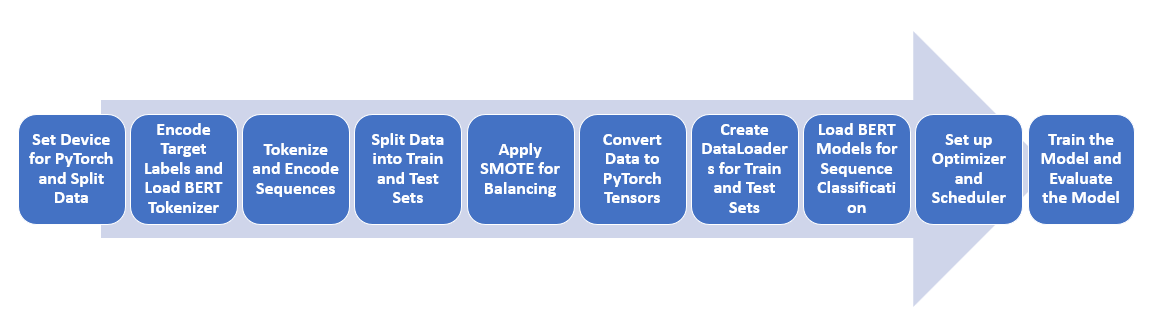 Set Device
for PyTorch
and Split
Data
Encode
Target
Labels and
Load BERT
Tokenizer
Tokenize
and Encode
Sequences
Split Data
into Train
and Test
Sets
Apply
SMOTE for
Balancing
Convert
Data to
PyTorch
Tensors
Create
DataLoader
s for Train
and Test
Sets
Load BERT
Models for
Sequence
Classificati
on
Set up
Optimizer
and
Scheduler
Train the
Model and
Evaluate
the Model